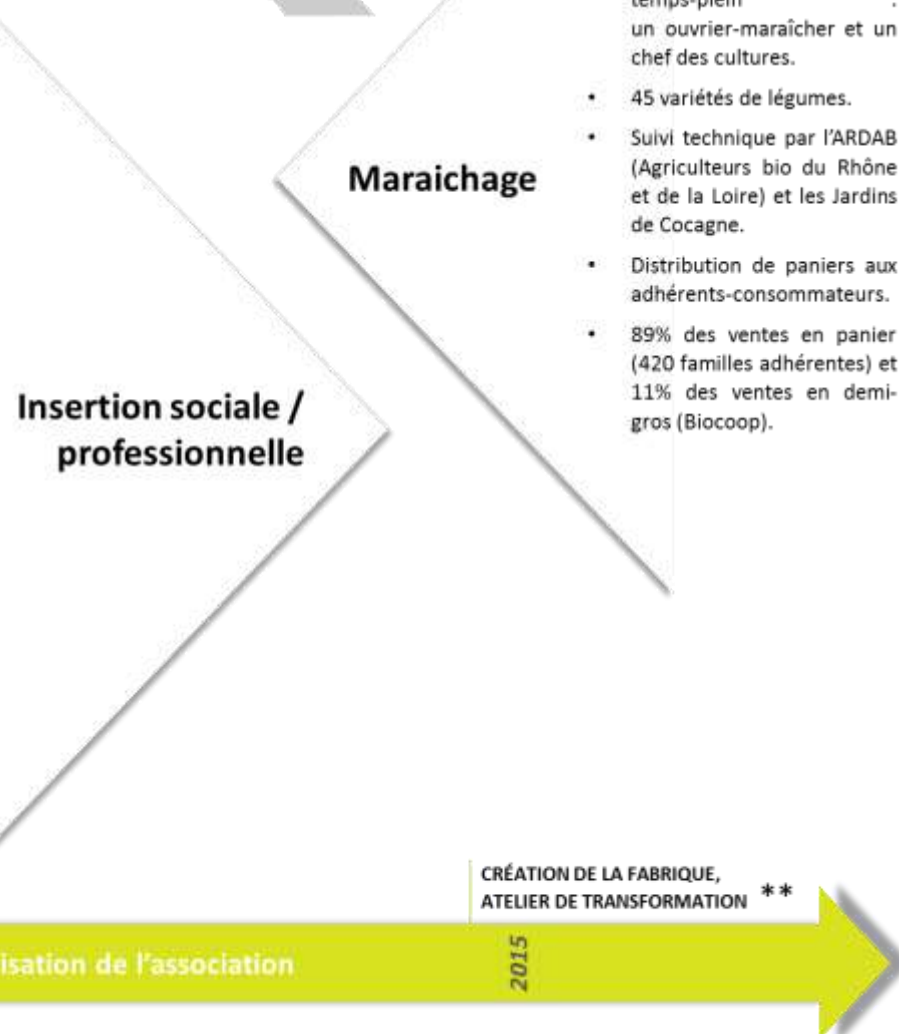 temps-plein :
un ouvrier-maraîcher et un
chef des cultures.
• 45 variétés de légumes.
• Suivi technique par l'ARDAB
(Agriculteurs bio du Rhône
et de la Loire) et les Jardins
de Cocagne.
• Distribution de paniers aux
adhérents-consommateurs.
• 89% des ventes en panier
(420 familles adhérentes) et
11% des ventes en demi-
gros (Biocoop).
Maraichage
Insertion sociale /
professionnelle
CRÉATION DE LA FABRIQUE,
ATELIER DE TRANSFORMATION **
isation de l'association
2015